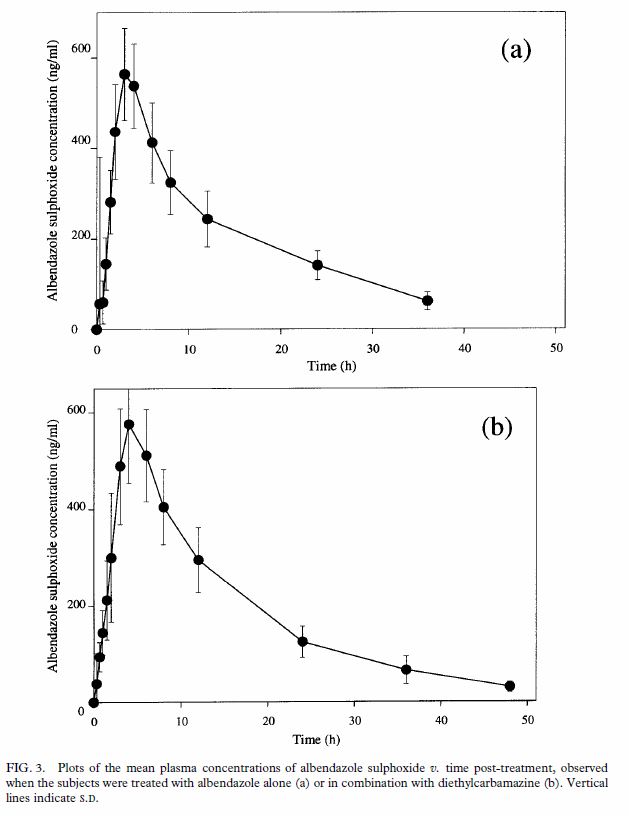 (a)
Albendazole sulphoxide concentration (ng/ml)
600
400
200
0
0 10 20 30 40 50
Time (h)
(b)
Albendazole sulphoxide concentration (ng/ml)
600
400
200
0
0 10 20 30 40 50
Time (h)
FIG. 3. Plots of the mean plasma concentrations of albendazole sulphoxide v. time post-treatment, observed
when the subjects were treated with albendazole alone (a) or in combination with diethylcarbamazine (b). Vertical
lines indicate S.D.